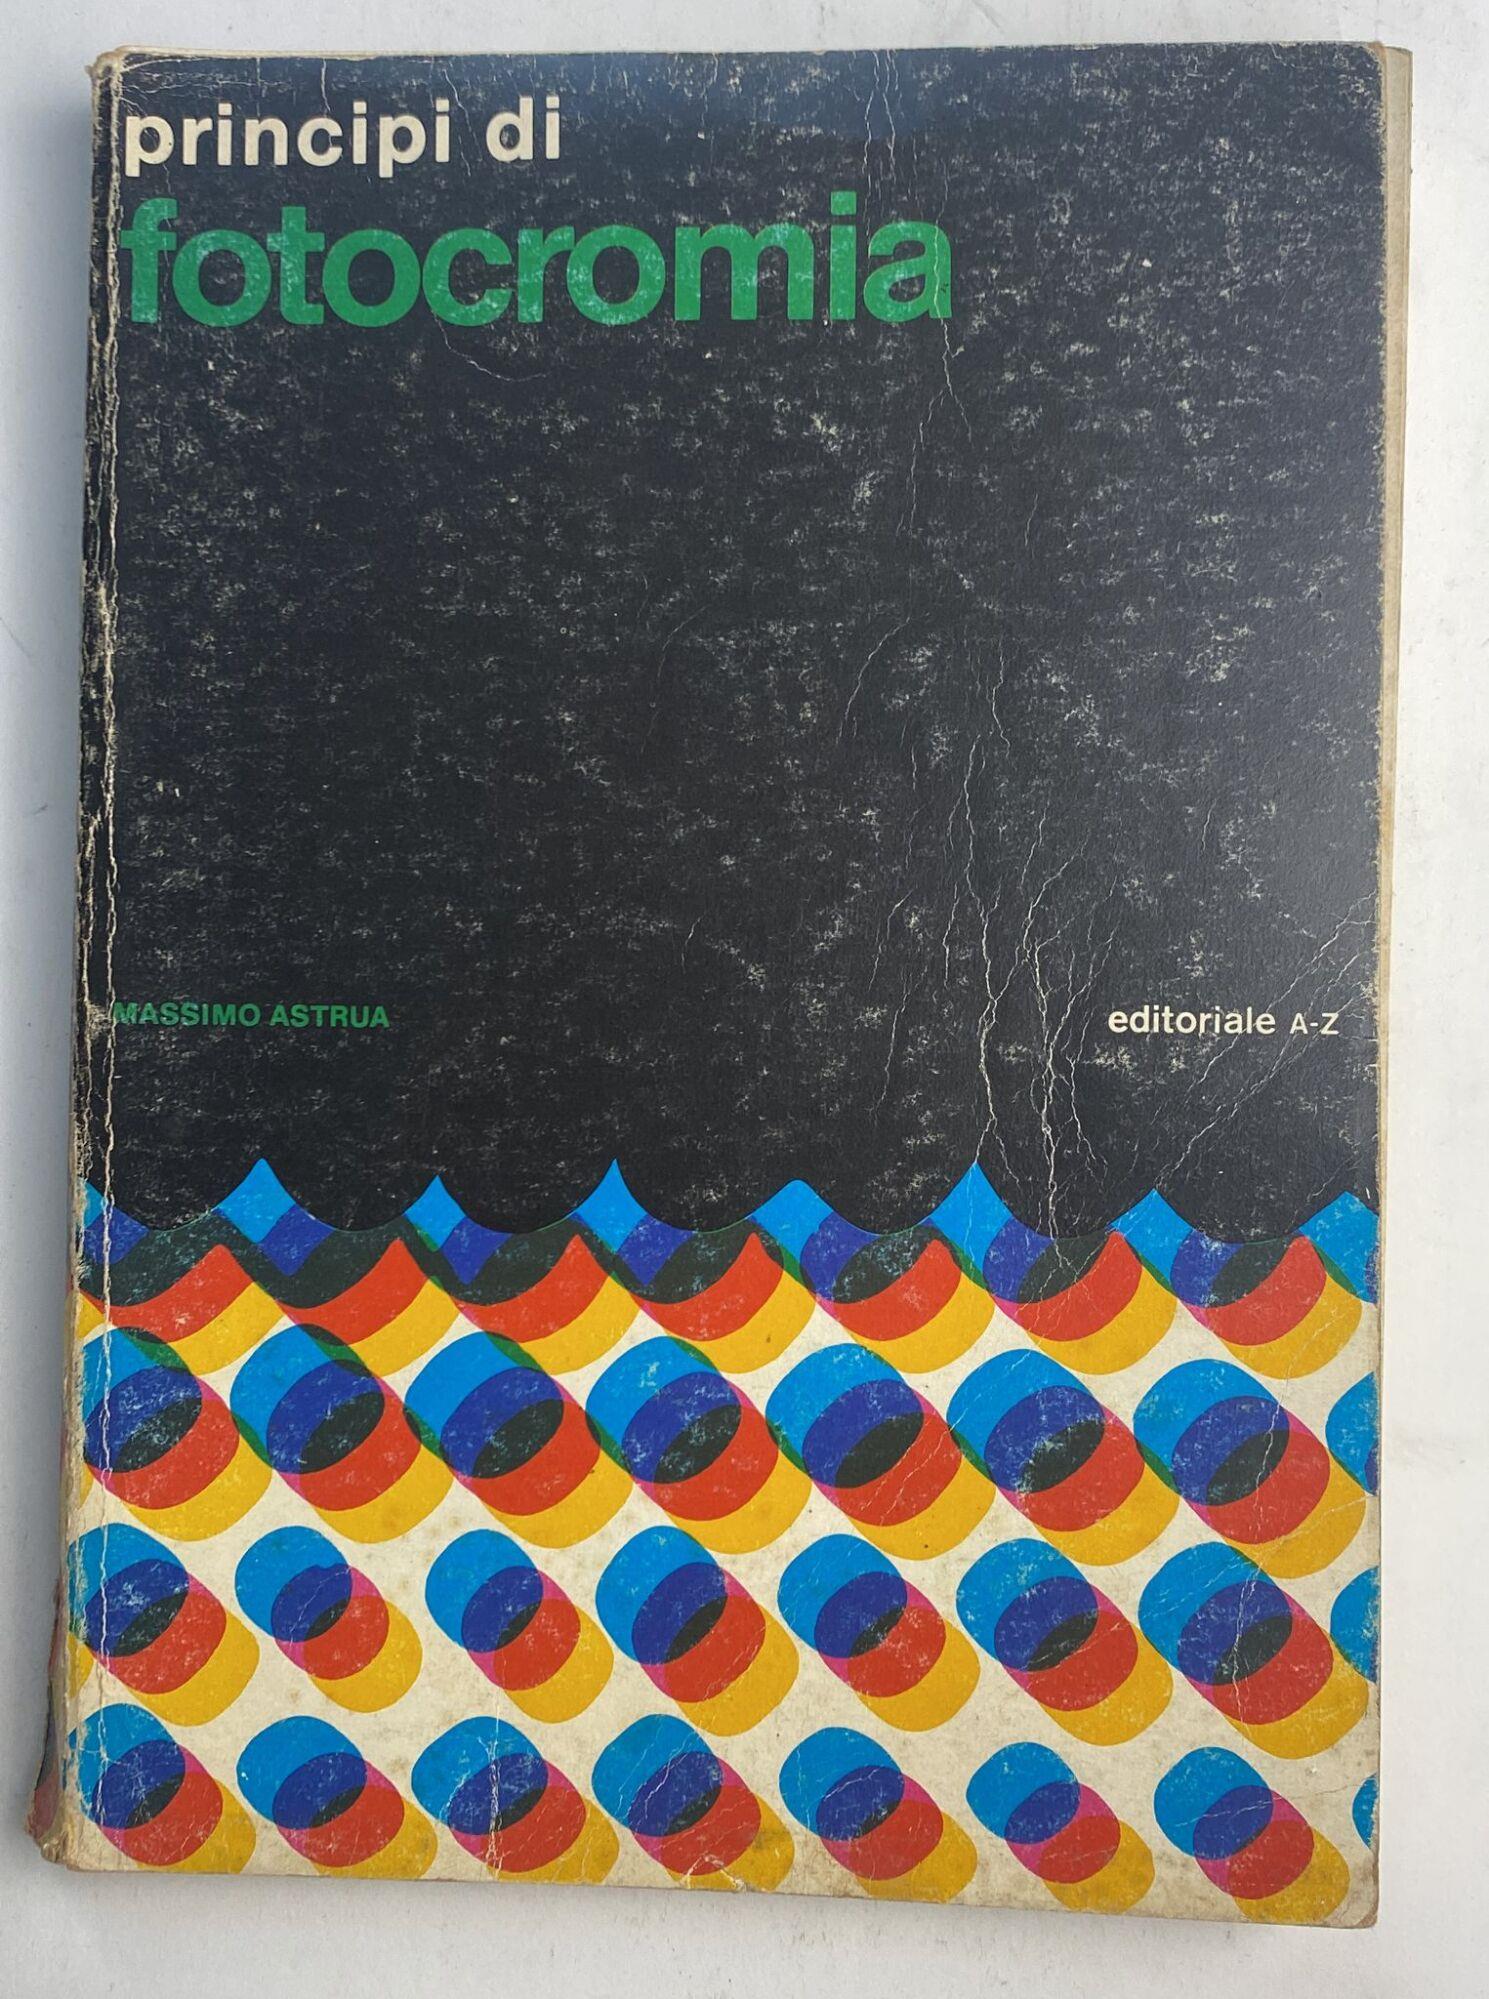 principi di
fotocromia
MASSIMO ASTRUA
editoriale A-Z